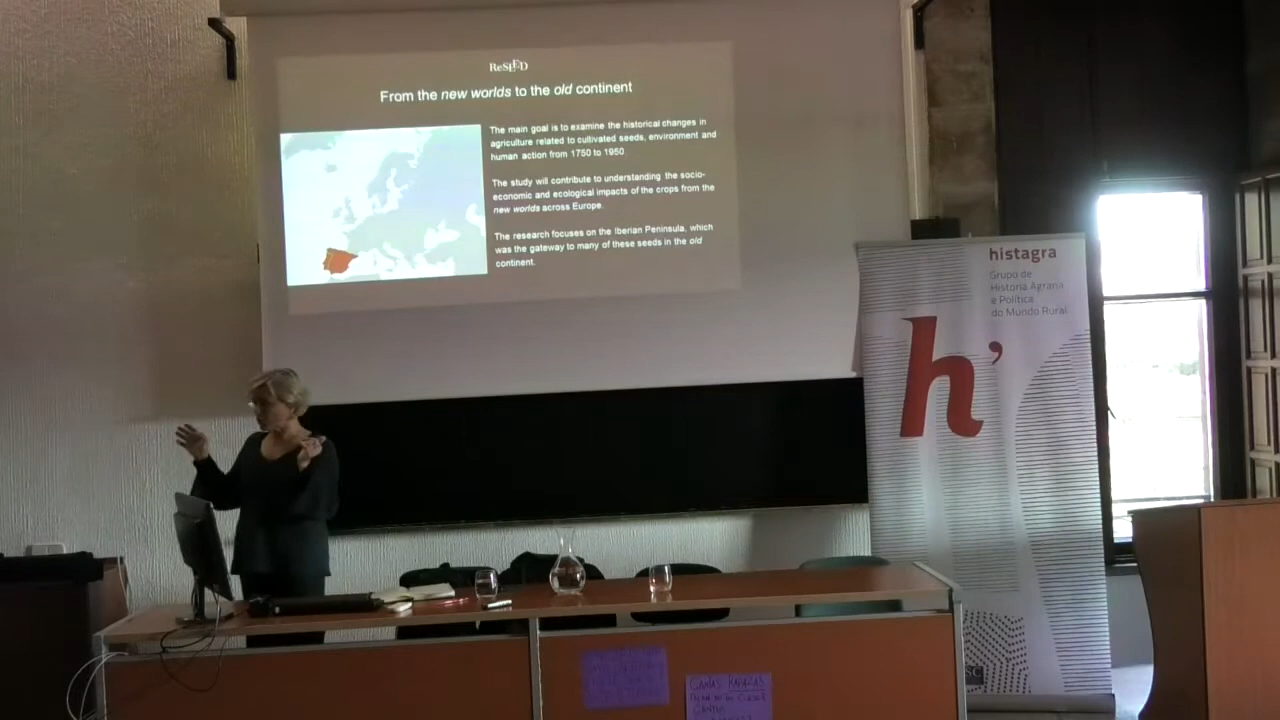 ReSEED
From the new worlds to the old continent
The main goal is to examine the historical changes in
agriculture related to cultivated seeds, environment and
human action from 1750 to 1950
The study will contribute to understanding the socio-
economic and ecological impacts of the crops from the
new worlds across Europe.
The research focuses on the Iberian Peninsula, which
was the gateway to many of these seeds in the old
continent.
histagra
Grupo de
Historia Agraria
e Política
do Mundo Rural
h'
SC